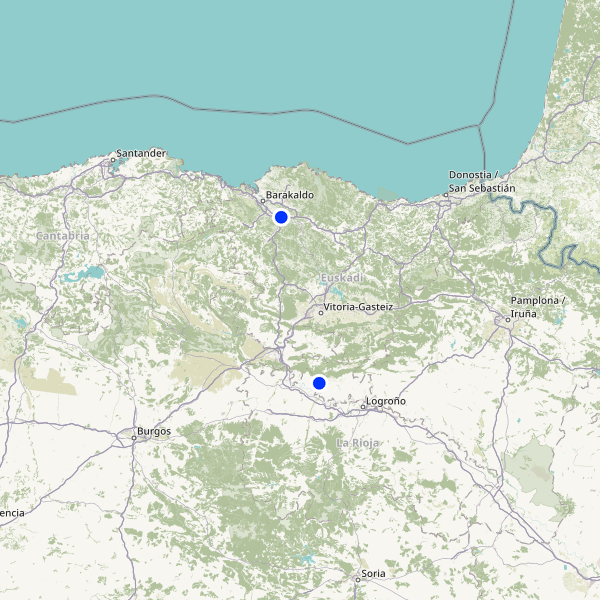 Santander
Barakaldo
Donostia /
San Sebastián
Cantabria
Euskadi
Vitoria-Gasteiz
Pamplona /
Iruña
Logroño
Burgos
La Rioja
encia
Soria